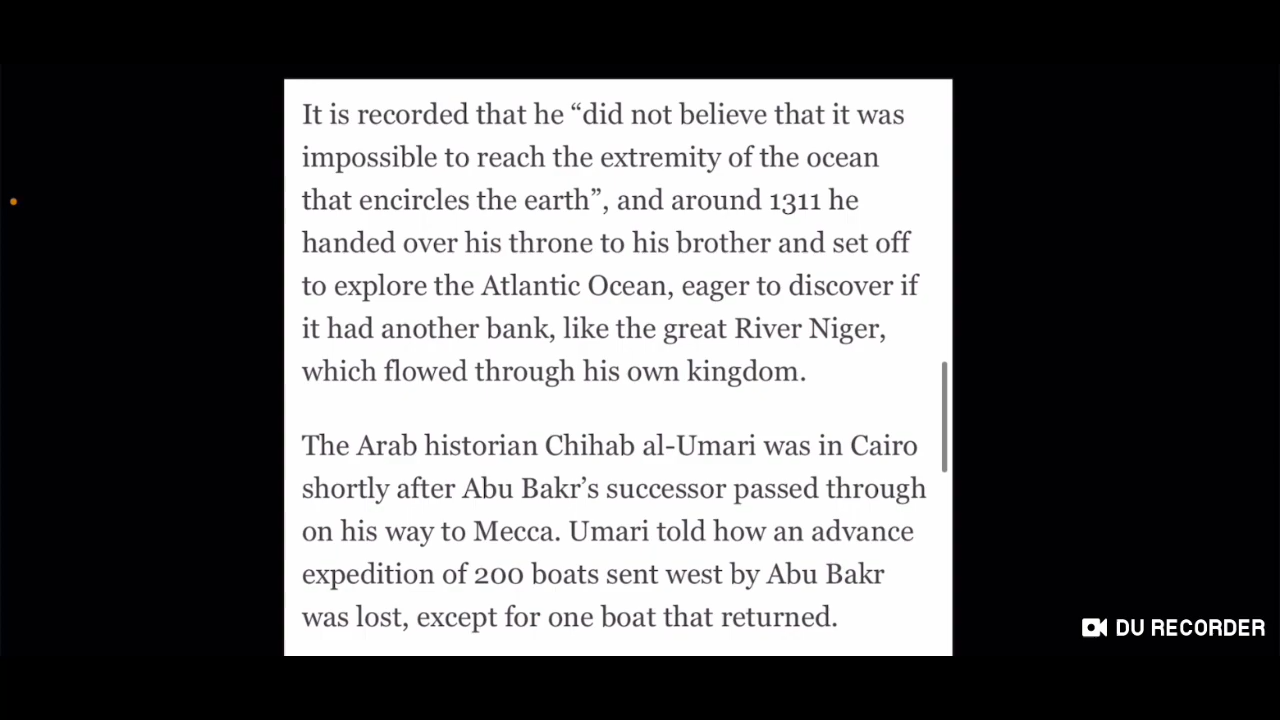 It is recorded that he “did not believe that it was
impossible to reach the extremity of the ocean
that encircles the earth”, and around 1311 he
handed over his throne to his brother and set off
to explore the Atlantic Ocean, eager to discover if
it had another bank, like the great River Niger,
which flowed through his own kingdom.
The Arab historian Chihab al-Umari was in Cairo
shortly after Abu Bakr’s successor passed through
on his way to Mecca. Umari told how an advance
expedition of 200 boats sent west by Abu Bakr
was lost, except for one boat that returned.
DU RECORDER